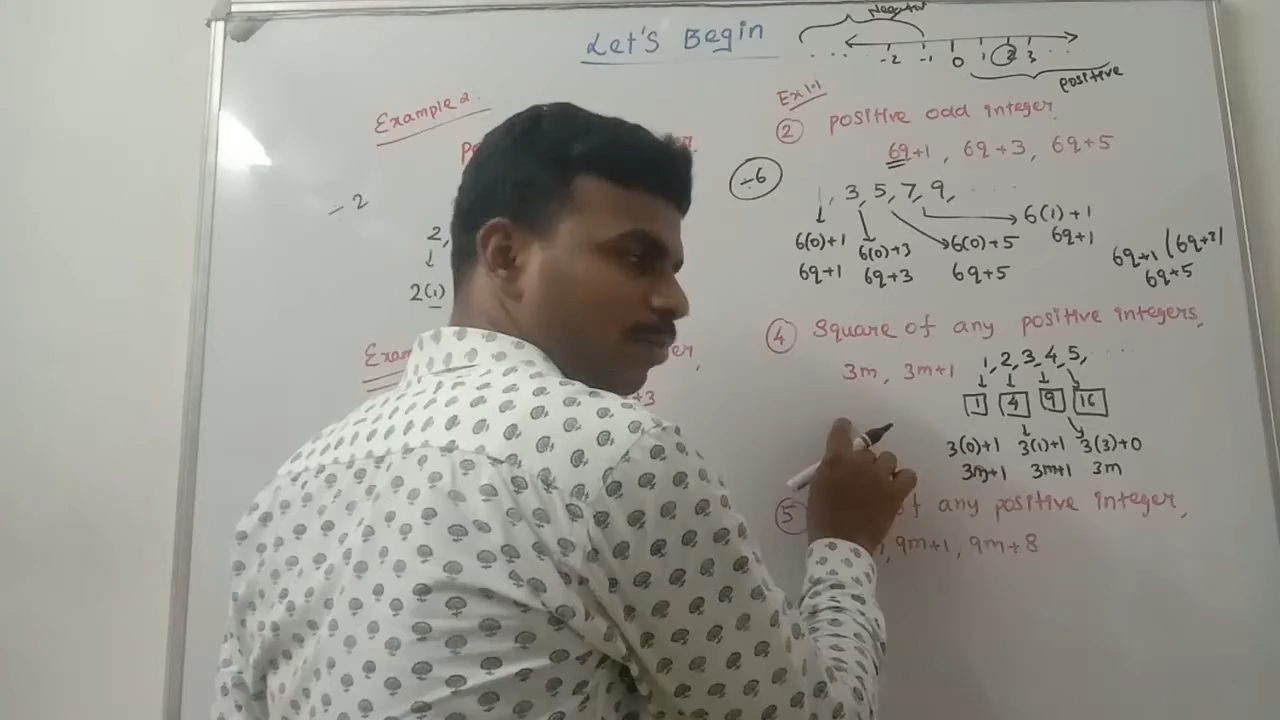 Let's Begin
Negative
... -2 -1 0 1 2 3 ...
positive
Example 2.
÷ 2
2,
2(1)
+3
Ex 1.1
② positive odd integer.
6q+1, 6q+3, 6q+5
÷6
1, 3, 5, 7, 9, ....
6(1)+1
6(0)+1 6(0)+3 6(0)+5 6q+1
6q+1 6q+3 6q+5
6q+1 / 6q+3 /
6q+5
④ Square of any positive integers,
3m, 3m+1
1, 2, 3, 4, 5, ....
1 4 9 16
3(0)+1 3(1)+1 3(3)+0
3m+1 3m+1 3m
⑤ of any positive integer,
, 9m+1, 9m+8